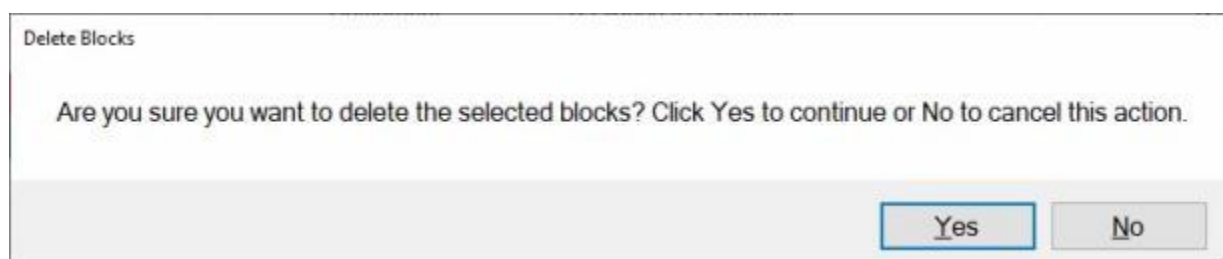 Delete Blocks
Are you sure you want to delete the selected blocks? Click Yes to continue or No to cancel this action.
Yes No